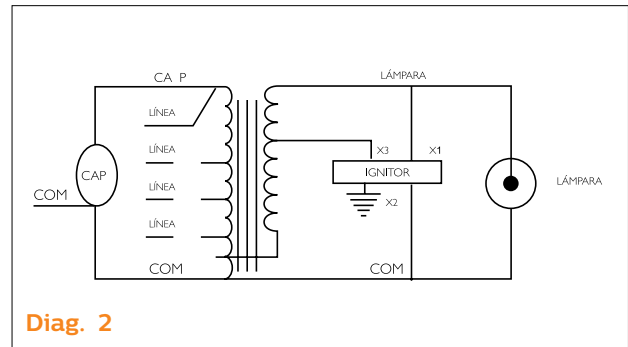 CA P
LÁMPARA
LÍNEA
X3 X1
LÍNEA
IGNITOR
CAP
LÍNEA
LÁMPARA
COM
X2
LÍNEA
COM
COM
Diag. 2